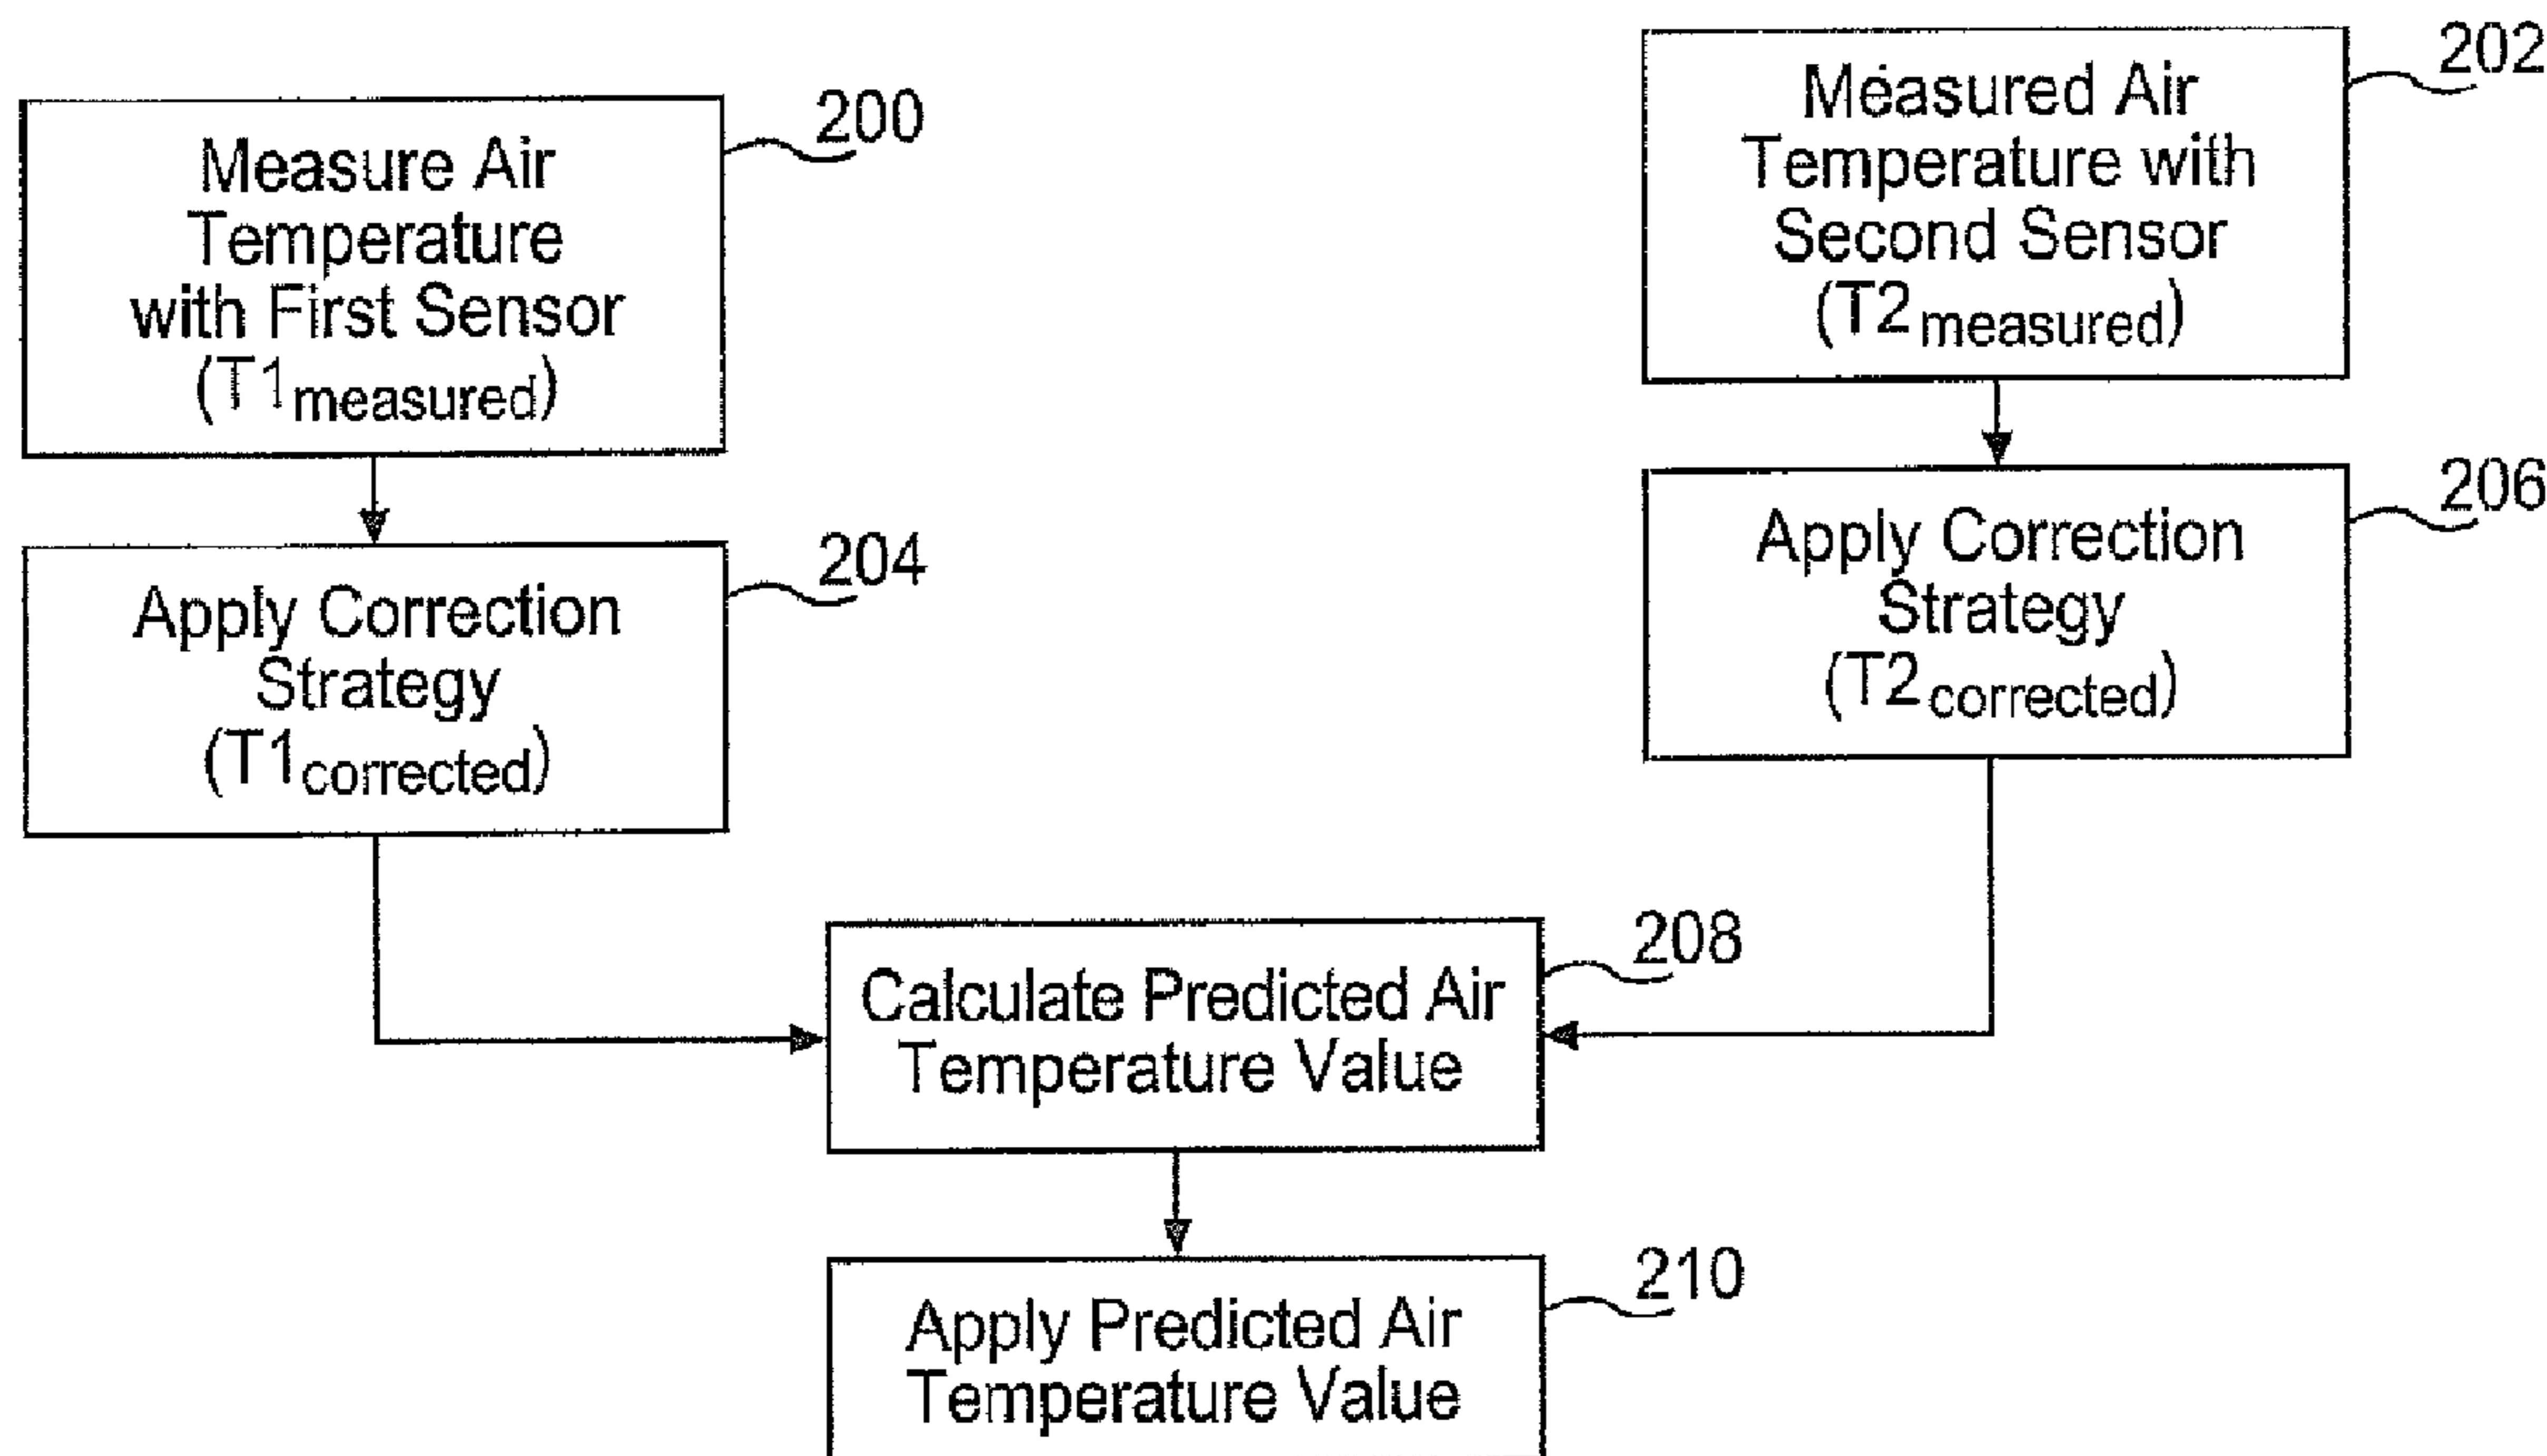 200
Measure Air
Temperature
with First Sensor
(T1measured)
202
Measured Air
Temperature with
Second Sensor
(T2measured)
204
Apply Correction
Strategy
(T1corrected)
206
Apply Correction
Strategy
(T2corrected)
208
Calculate Predicted Air
Temperature Value
210
Apply Predicted Air
Temperature Value